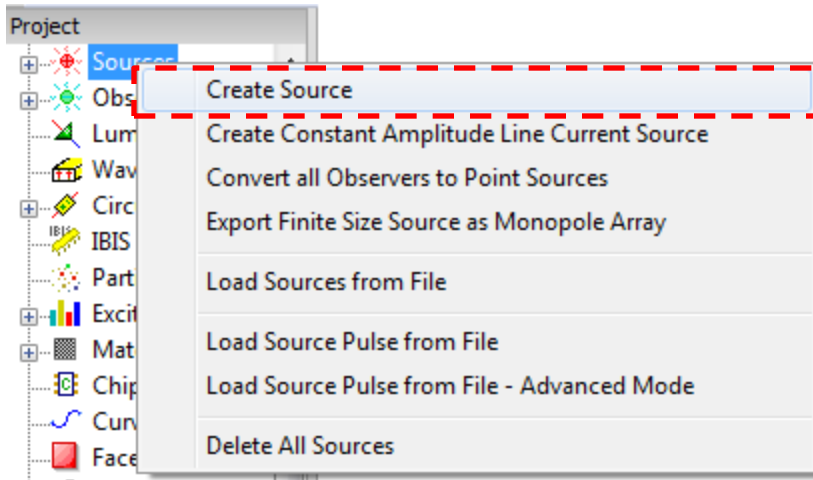 Project
Sources
Create Source
Obs
Create Constant Amplitude Line Current Source
Lum
Convert all Observers to Point Sources
Wav
Export Finite Size Source as Monopole Array
Circ
IBIS
IBIS
Load Sources from File
Part
Excit
Load Source Pulse from File
Mat
Load Source Pulse from File - Advanced Mode
Chip
Curv
Delete All Sources
Face